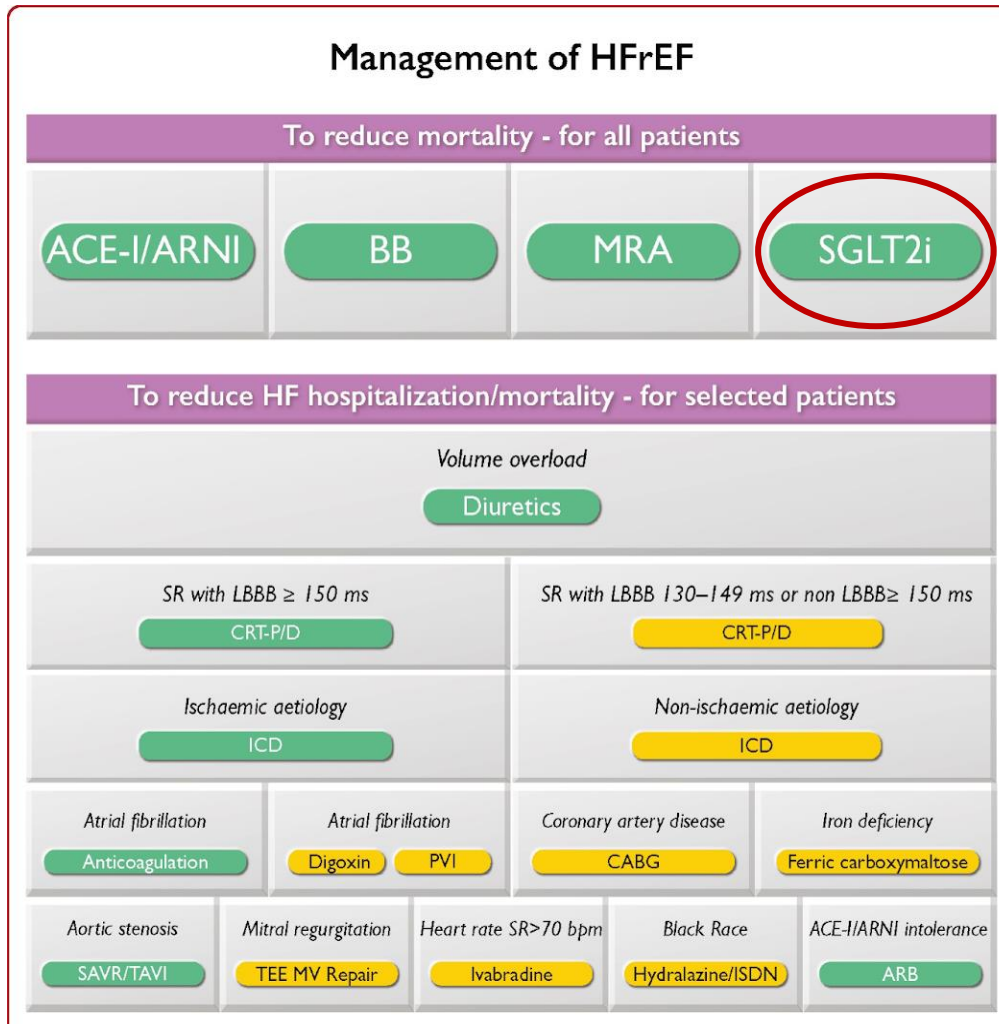 Management of HFrEF
To reduce mortality - for all patients
ACE-I/ARNI BB MRA SGLT2i
To reduce HF hospitalization/mortality - for selected patients
Volume overload
Diuretics
SR with LBBB ≥ 150 ms SR with LBBB 130–149 ms or non LBBB≥ 150 ms
CRT-P/D CRT-P/D
Ischaemic aetiology Non-ischaemic aetiology
ICD ICD
Atrial fibrillation Atrial fibrillation Coronary artery disease Iron deficiency
Anticoagulation Digoxin PVI CABG Ferric carboxymaltose
Aortic stenosis Mitral regurgitation Heart rate SR>70 bpm Black Race ACE-I/ARNI intolerance
SAVR/TAVI TEE MV Repair Ivabradine Hydralazine/ISDN ARB